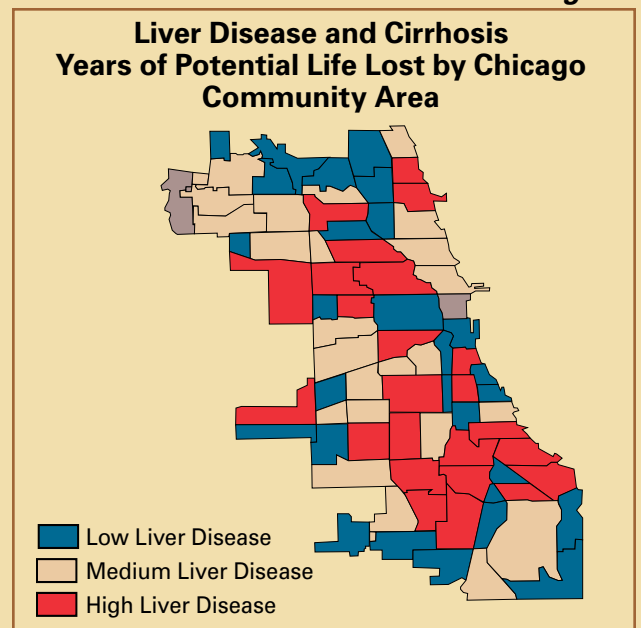 Liver Disease and Cirrhosis
Years of Potential Life Lost by Chicago
Community Area
Low Liver Disease
Medium Liver Disease
High Liver Disease